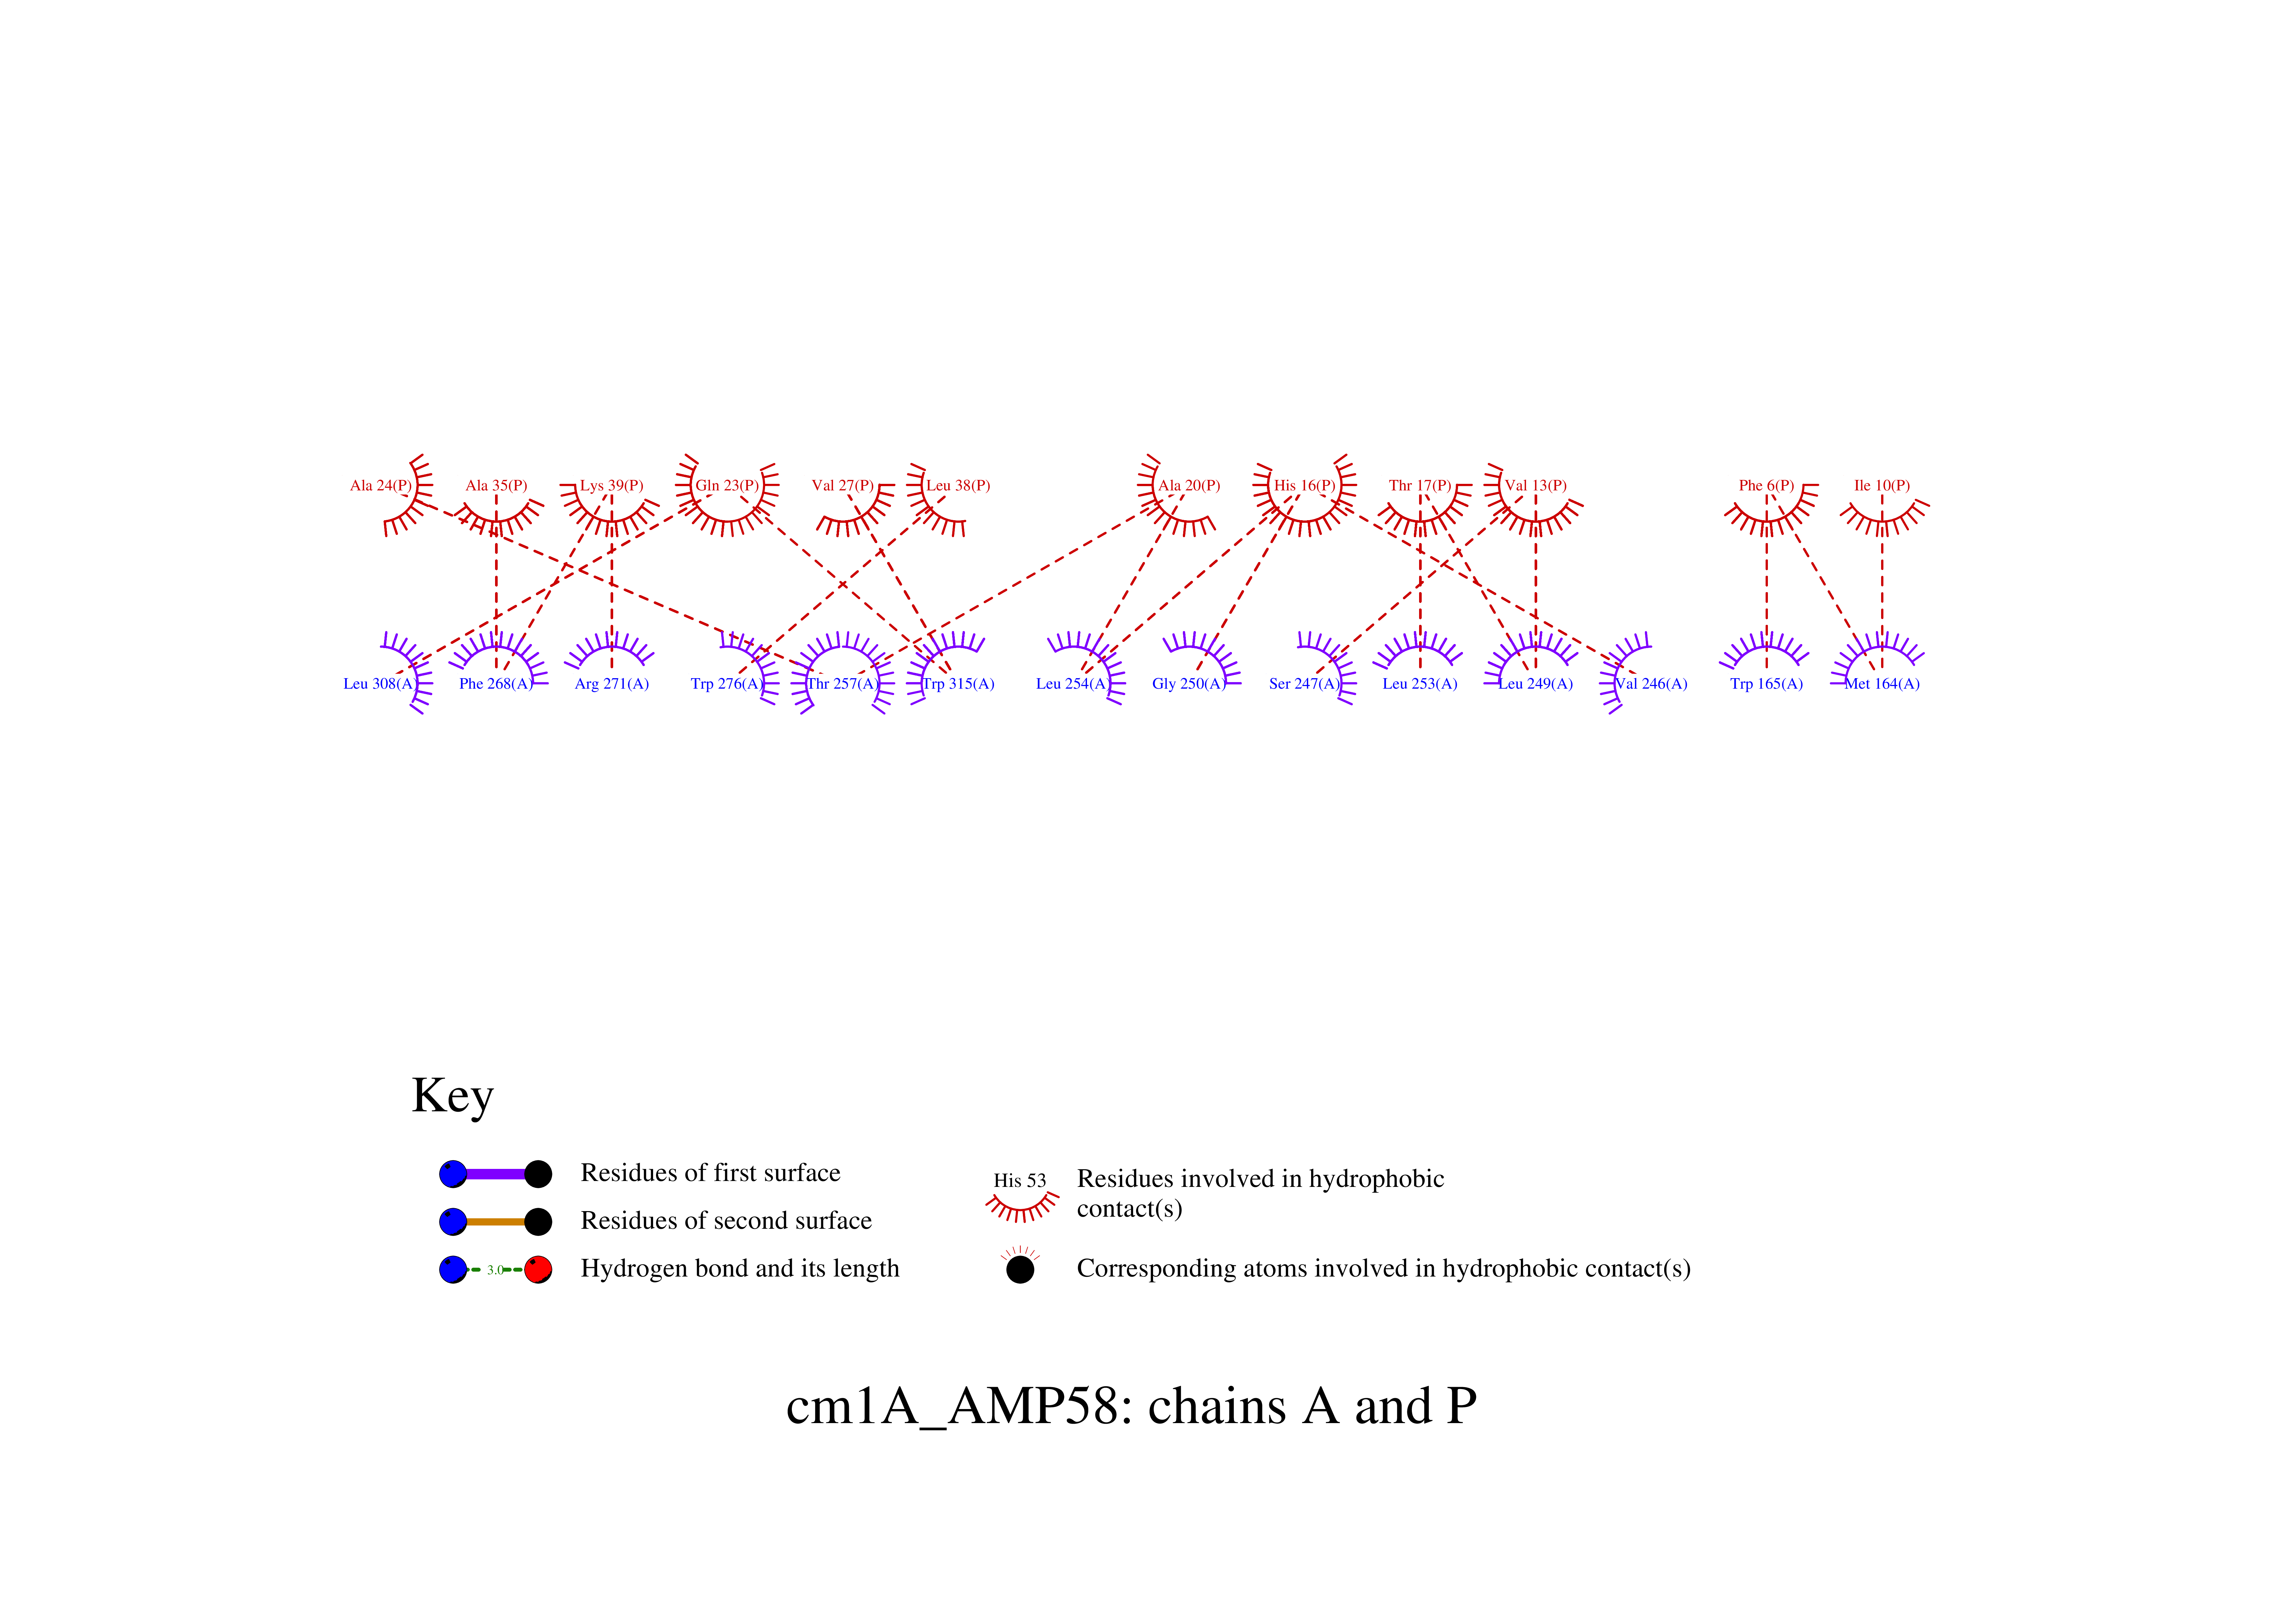 Ala 24(P) Ala 35(P) Lys 39(P) Gln 23(P) Val 27(P) Leu 38(P) Ala 20(P) His 16(P) Thr 17(P) Val 13(P) Phe 6(P) Ile 10(P)
Leu 308(A) Phe 268(A) Arg 271(A) Trp 276(A) Thr 257(A) Trp 315(A) Leu 254(A) Gly 250(A) Ser 247(A) Leu 253(A) Leu 249(A) Val 246(A) Trp 165(A) Met 164(A)
Key
Residues of first surface
Residues of second surface
3.0 Hydrogen bond and its length
His 53 Residues involved in hydrophobic
contact(s)
Corresponding atoms involved in hydrophobic contact(s)
cm1A_AMP58: chains A and P